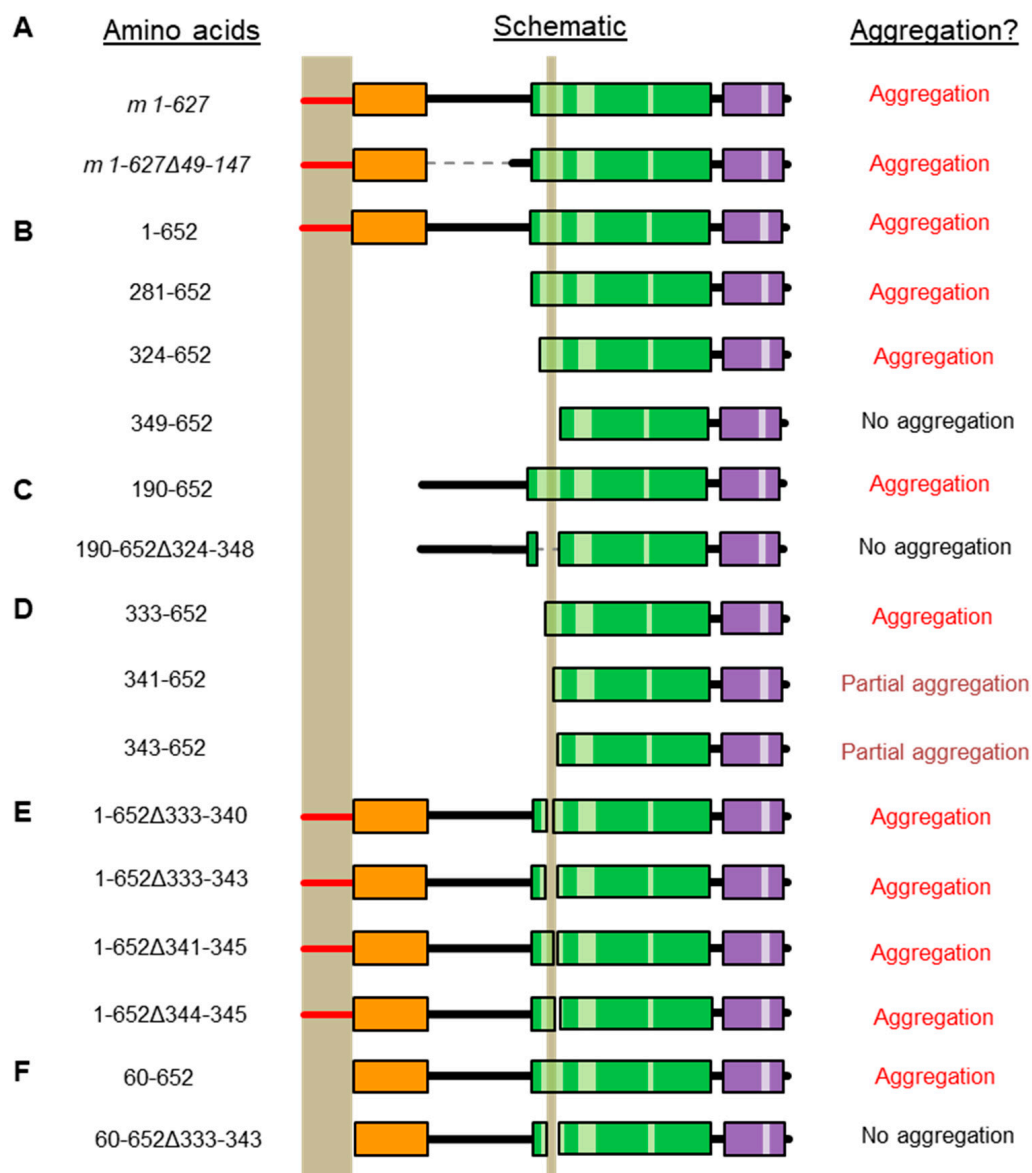 A Amino acids Schematic Aggregation?
m 1-627 Aggregation
m 1-627Δ49-147 Aggregation
B 1-652 Aggregation
281-652 Aggregation
324-652 Aggregation
349-652 No aggregation
C 190-652 Aggregation
190-652Δ324-348 No aggregation
D 333-652 Aggregation
341-652 Partial aggregation
343-652 Partial aggregation
E 1-652Δ333-340 Aggregation
1-652Δ333-343 Aggregation
1-652Δ341-345 Aggregation
1-652Δ344-345 Aggregation
F 60-652 Aggregation
60-652Δ333-343 No aggregation